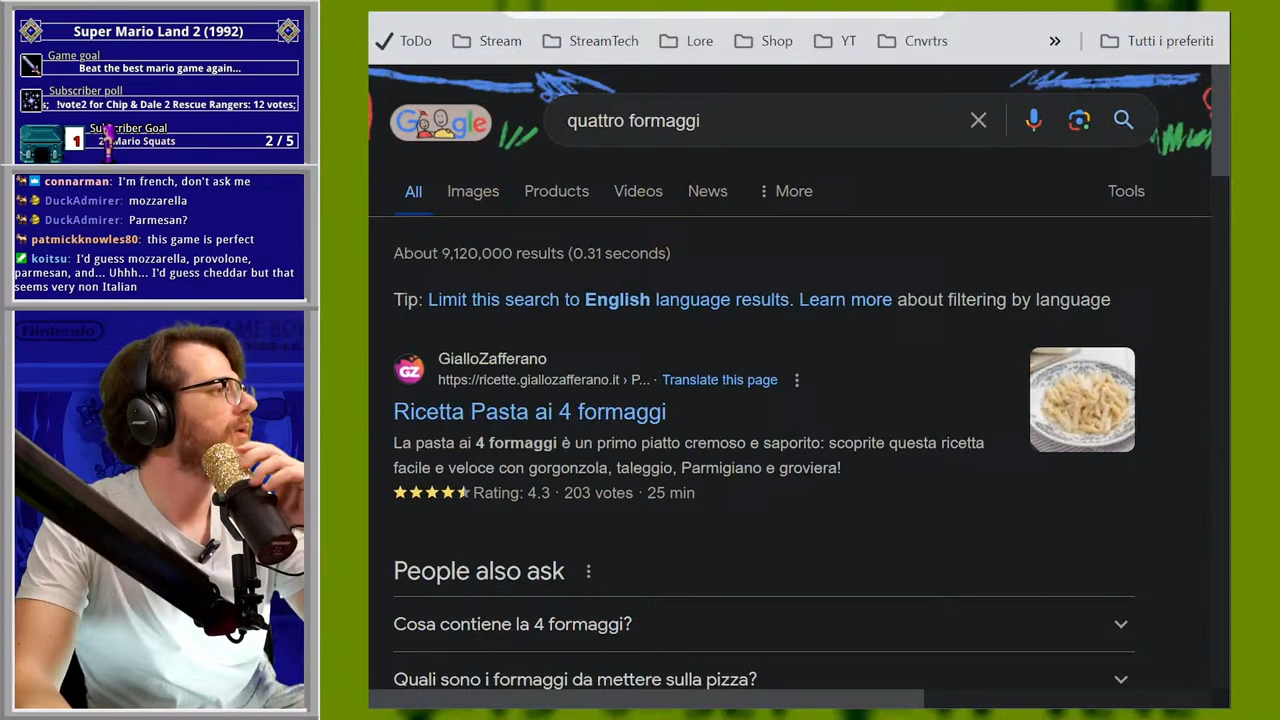 Super Mario Land 2 (1992)
Game goal
Beat the best mario game again...
Subscriber poll
s; !vote2 for Chip & Dale 2 Rescue Rangers: 12 votes;
Subscriber Goal
Mario Squats
2 / 5
1
connarman: I'm french, don't ask me
DuckAdmirer: mozzarella
DuckAdmirer: Parmesan?
patmickknowles80: this game is perfect
koitsu: I'd guess mozzarella, provolone,
parmesan, and... Uhhh... I'd guess cheddar but that
seems very non Italian
Nintendo
BOSE
ToDo
Stream
StreamTech
Lore
Shop
YT
Cnvrtrs
»
Tutti i preferiti
Google
quattro formaggi
All
Images
Products
Videos
News
More
Tools
About 9,120,000 results (0.31 seconds)
Tip: Limit this search to English language results. Learn more about filtering by language
GZ
GialloZafferano
https://ricette.giallozafferano.it › P... · Translate this page
Ricetta Pasta ai 4 formaggi
La pasta ai 4 formaggi è un primo piatto cremoso e saporito: scoprite questa ricetta
facile e veloce con gorgonzola, taleggio, Parmigiano e groviera!
Rating: 4.3 · 203 votes · 25 min
People also ask
Cosa contiene la 4 formaggi?
Quali sono i formaggi da mettere sulla pizza?